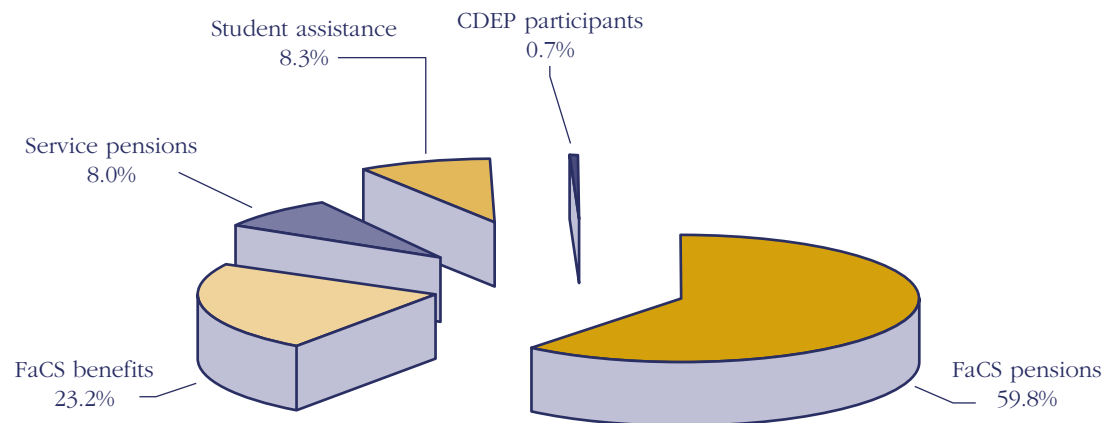 Student assistance
8.3%
CDEP participants
0.7%
Service pensions
8.0%
FaCS benefits
23.2%
FaCS pensions
59.8%